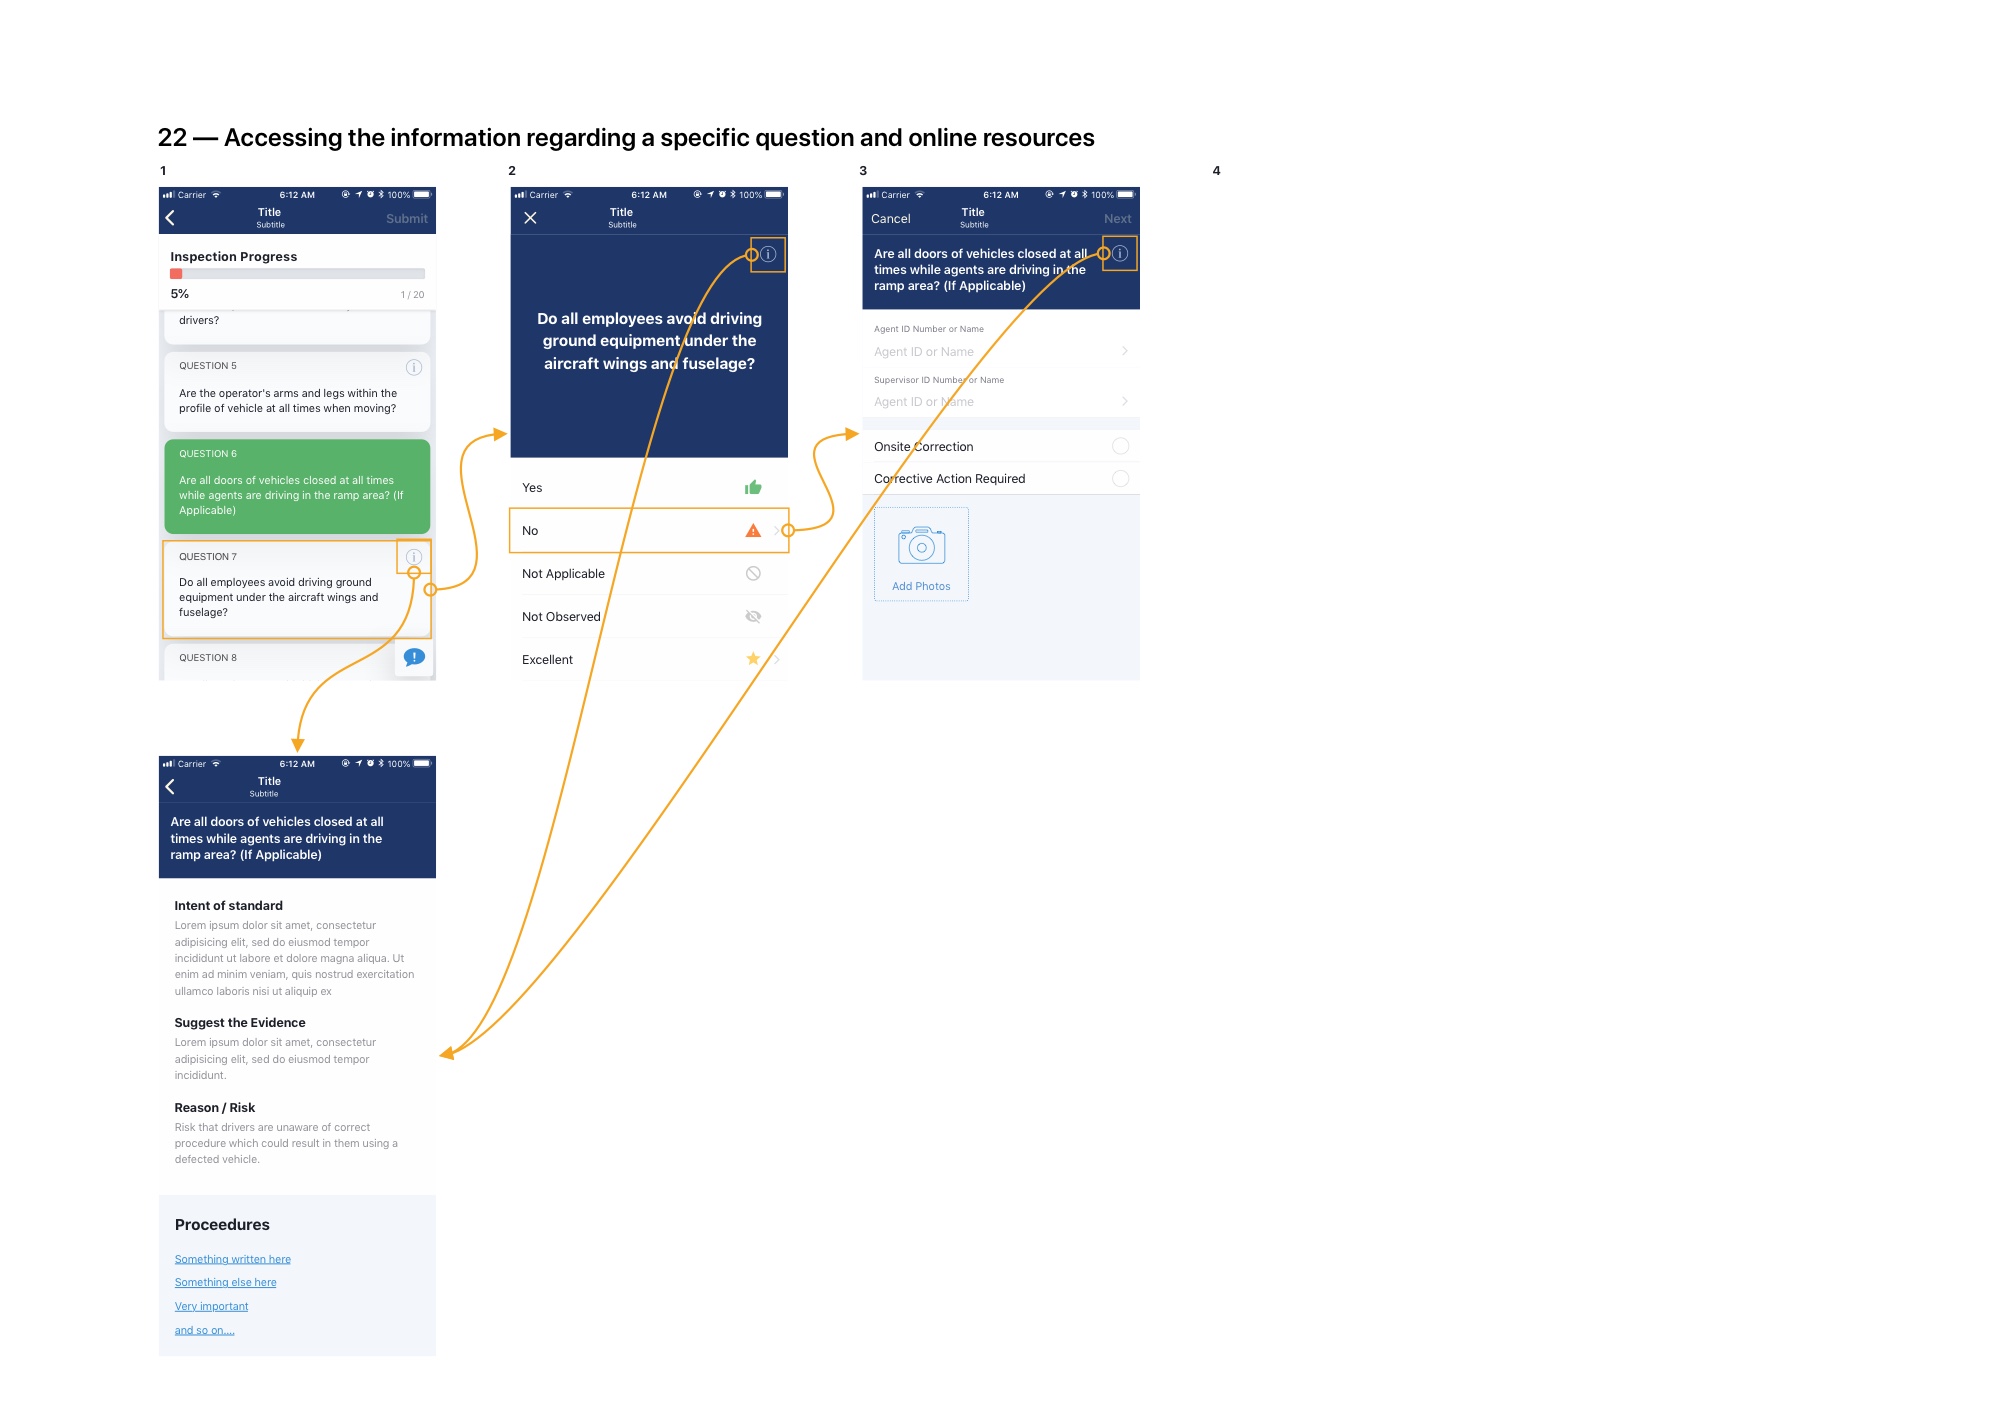 22 — Accessing the information regarding a specific question and online resources
1
2
3
4
Carrier
6:12 AM
100%
Title
Subtitle
Submit
Inspection Progress
5%
1 / 20
drivers?
QUESTION 5
Are the operator's arms and legs within the
profile of vehicle at all times when moving?
QUESTION 6
Are all doors of vehicles closed at all times
while agents are driving in the ramp area? (If
Applicable)
QUESTION 7
Do all employees avoid driving ground
equipment under the aircraft wings and
fuselage?
QUESTION 8
Carrier
6:12 AM
100%
Title
Subtitle
Do all employees avoid driving
ground equipment under the
aircraft wings and fuselage?
Yes
No
Not Applicable
Not Observed
Excellent
Carrier
6:12 AM
100%
Cancel
Title
Subtitle
Next
Are all doors of vehicles closed at all
times while agents are driving in the
ramp area? (If Applicable)
Agent ID Number or Name
Agent ID or Name
Supervisor ID Number or Name
Agent ID or Name
Onsite Correction
Corrective Action Required
Add Photos
Carrier
6:12 AM
100%
Title
Subtitle
Are all doors of vehicles closed at all
times while agents are driving in the
ramp area? (If Applicable)
Intent of standard
Lorem ipsum dolor sit amet, consectetur
adipisicing elit, sed do eiusmod tempor
incididunt ut labore et dolore magna aliqua. Ut
enim ad minim veniam, quis nostrud exercitation
ullamco laboris nisi ut aliquip ex
Suggest the Evidence
Lorem ipsum dolor sit amet, consectetur
adipisicing elit, sed do eiusmod tempor
incididunt.
Reason / Risk
Risk that drivers are unaware of correct
procedure which could result in them using a
defected vehicle.
Proceedures
Something written here
Something else here
Very important
and so on....